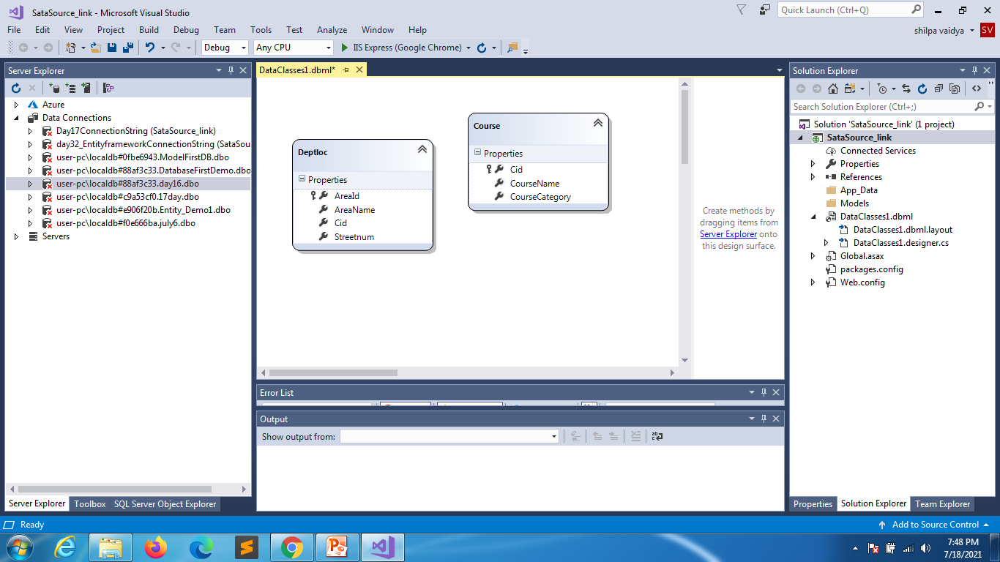 SataSource_link - Microsoft Visual Studio
Quick Launch (Ctrl+Q)
File Edit View Project Build Debug Team Tools Test Analyze Window Help
shilpa vaidya
SV
Debug
Any CPU
IIS Express (Google Chrome)
Server Explorer
Azure
Data Connections
Day17ConnectionString (SataSource_link)
day32_EntityframeworkConnectionString (SataSou
user-pc\localdb#0fbe6943.ModelFirstDB.dbo
user-pc\localdb#88af3c33.DatabaseFirstDemo.dbo
user-pc\localdb#88af3c33.day16.dbo
user-pc\localdb#c9a53cf0.17day.dbo
user-pc\localdb#e906f20b.Entity_Demo1.dbo
user-pc\localdb#f0e666ba.july6.dbo
Servers
Server Explorer
Toolbox
SQL Server Object Explorer
DataClasses1.dbml*
Deptloc
Properties
AreaId
AreaName
Cid
Streetnum
Course
Properties
Cid
CourseName
CourseCategory
Create methods by
dragging items from
Server Explorer onto
this design surface.
Error List
Output
Show output from:
Solution Explorer
Search Solution Explorer (Ctrl+;)
Solution 'SataSource_link' (1 project)
SataSource_link
Connected Services
Properties
References
App_Data
Models
DataClasses1.dbml
DataClasses1.dbml.layout
DataClasses1.designer.cs
Global.asax
packages.config
Web.config
Properties
Solution Explorer
Team Explorer
Ready
Add to Source Control
7:48 PM
7/18/2021